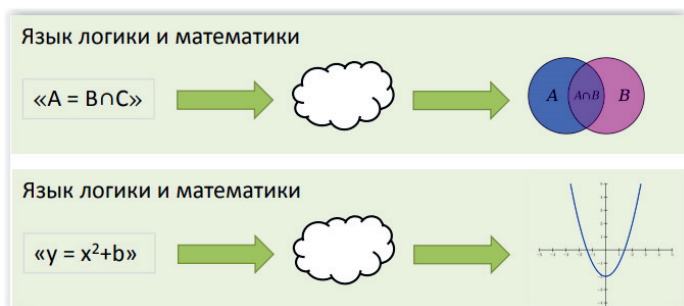 Язык логики и математики
«A = B∩C»
A A∩B B
Язык логики и математики
«y = x²+b»